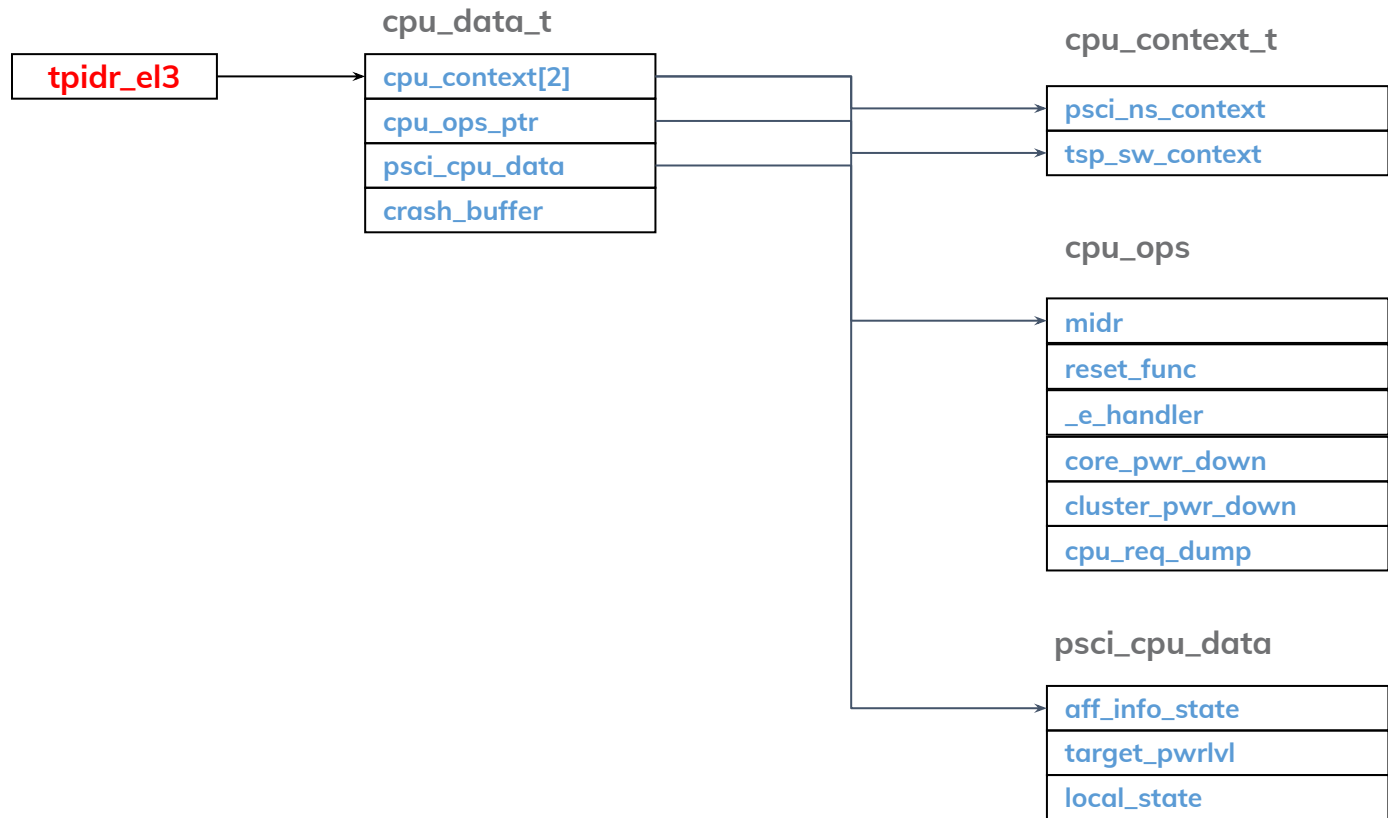 cpu_data_t
tpidr_el3
cpu_context[2]
cpu_ops_ptr
psci_cpu_data
crash_buffer
cpu_context_t
psci_ns_context
tsp_sw_context
cpu_ops
midr
reset_func
_e_handler
core_pwr_down
cluster_pwr_down
cpu_req_dump
psci_cpu_data
aff_info_state
target_pwrlvl
local_state